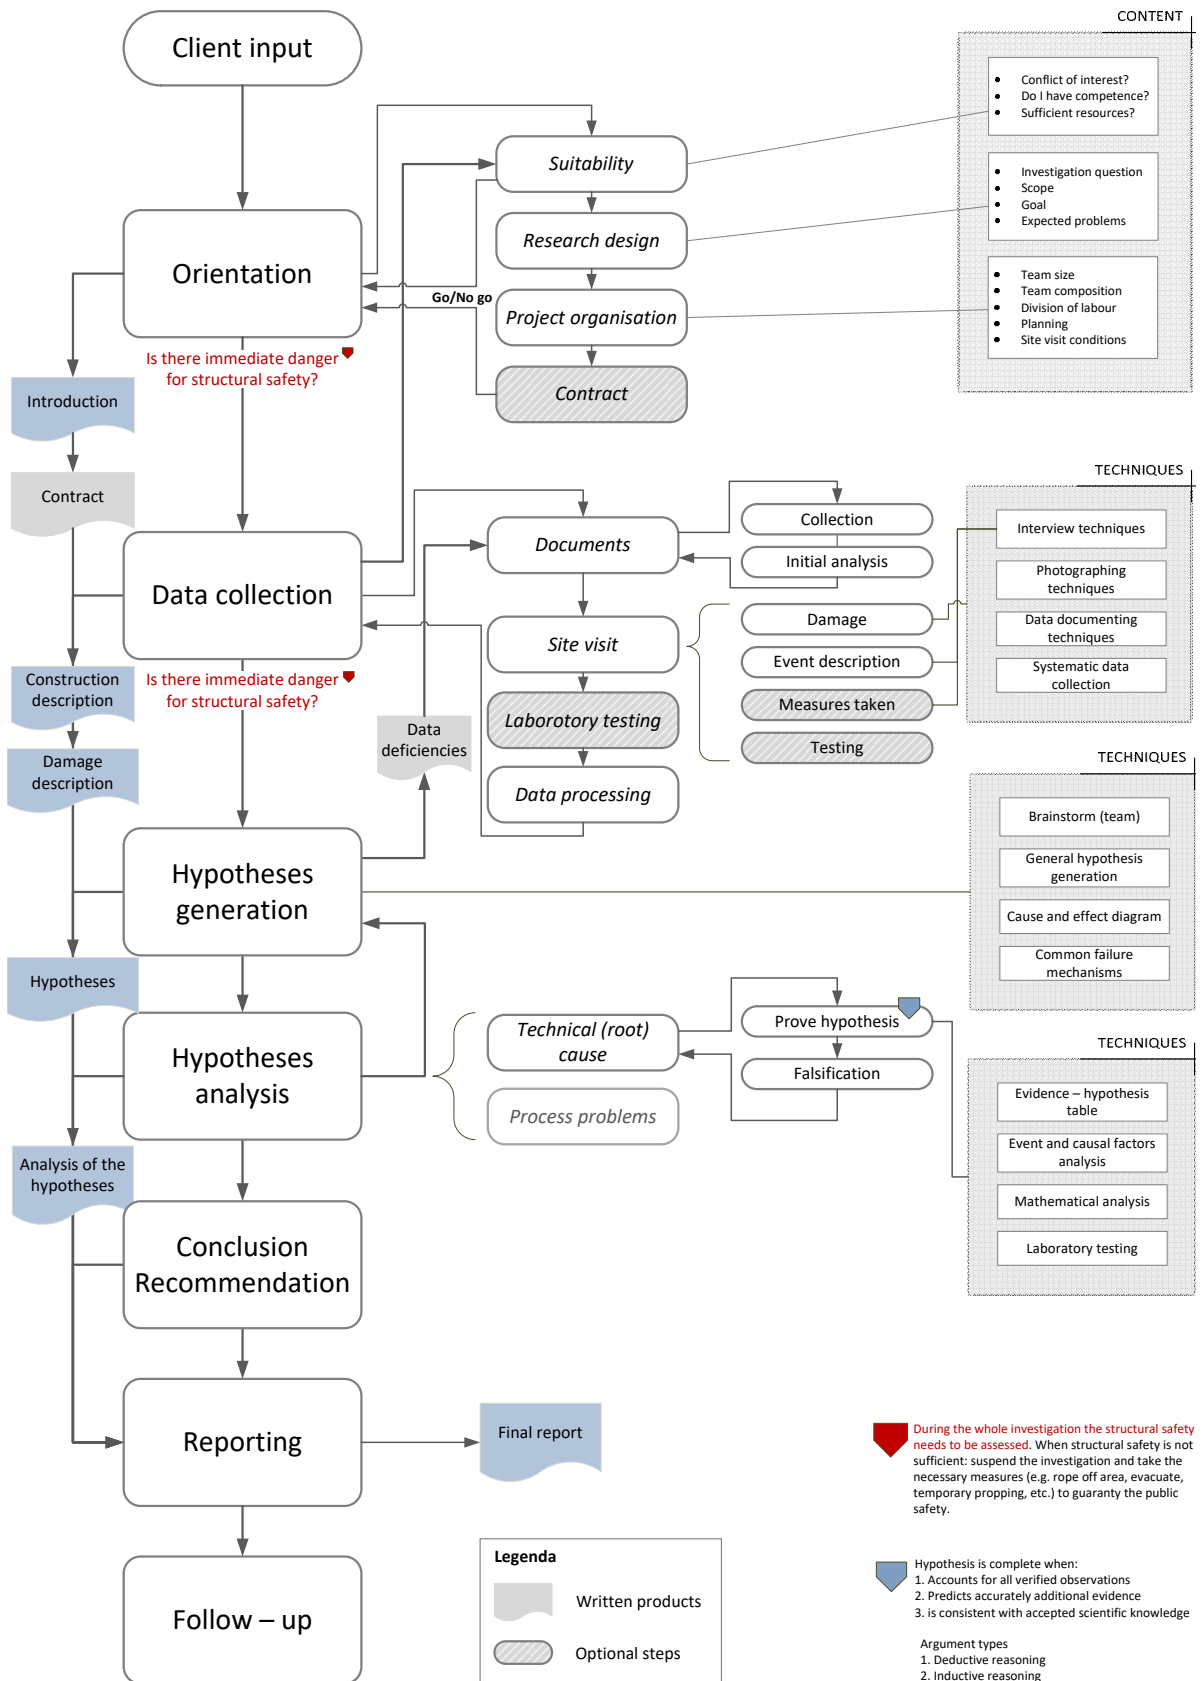 Client input
CONTENT
• Conflict of interest?
• Do I have competence?
• Sufficient resources?
Suitability
• Investigation question
• Scope
• Goal
• Expected problems
Research design
Orientation
Go/No go
Project organisation
• Team size
• Team composition
• Division of labour
• Planning
• Site visit conditions
Is there immediate danger
for structural safety?
Contract
Introduction
Contract
TECHNIQUES
Documents
Collection
Initial analysis
Interview techniques
Photographing
techniques
Data documenting
techniques
Systematic data
collection
Data collection
Site visit
Damage
Event description
Measures taken
Testing
Construction
description
Is there immediate danger
for structural safety?
Laborotory testing
Data
deficiencies
Damage
description
Data processing
TECHNIQUES
Brainstorm (team)
General hypothesis
generation
Cause and effect diagram
Common failure
mechanisms
Hypotheses
generation
Hypotheses
Hypotheses
analysis
Technical (root)
cause
Process problems
Prove hypothesis
Falsification
TECHNIQUES
Evidence – hypothesis
table
Event and causal factors
analysis
Mathematical analysis
Laboratory testing
Analysis of the
hypotheses
Conclusion
Recommendation
Reporting
Final report
During the whole investigation the structural safety
needs to be assessed. When structural safety is not
sufficient: suspend the investigation and take the
necessary measures (e.g. rope off area, evacuate,
temporary propping, etc.) to guaranty the public
safety.
Follow – up
Legenda
Written products
Optional steps
Hypothesis is complete when:
1. Accounts for all verified observations
2. Predicts accurately additional evidence
3. is consistent with accepted scientific knowledge
Argument types
1. Deductive reasoning
2. Inductive reasoning